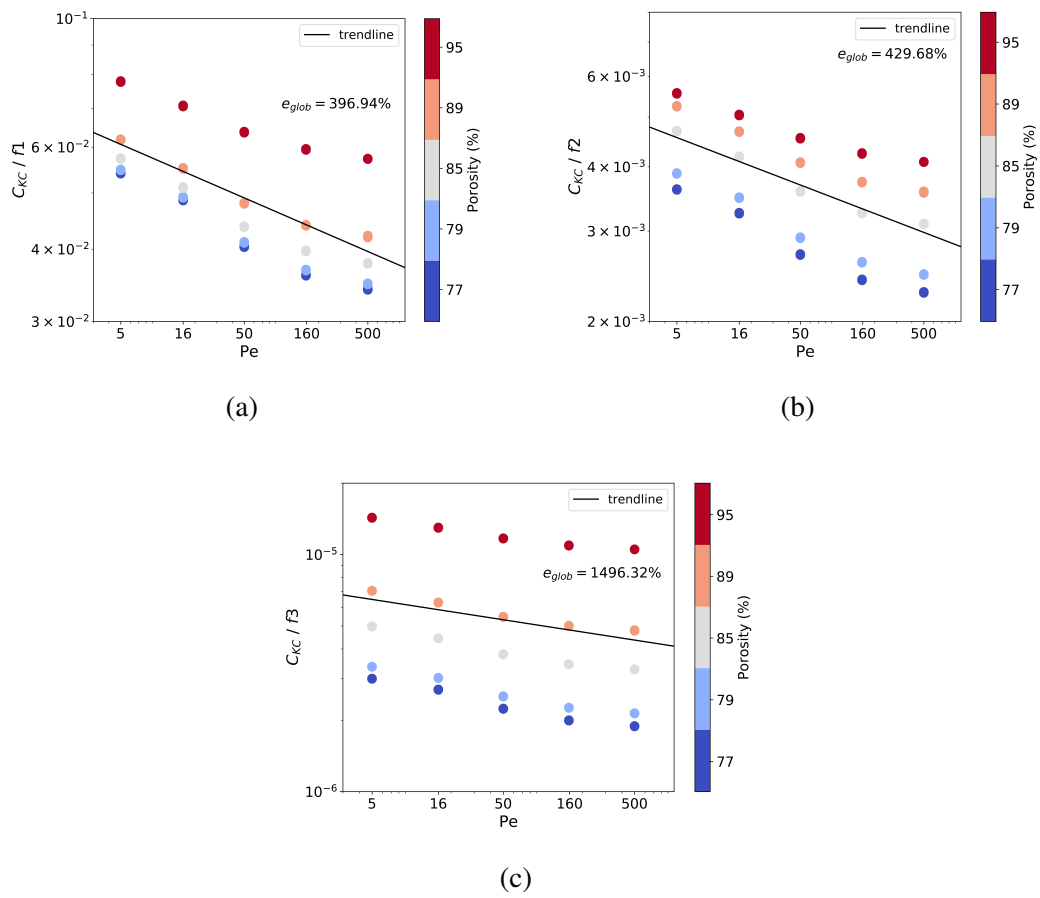 10⁻¹
6 × 10⁻²
4 × 10⁻²
3 × 10⁻²
C_KC / f1
trendline
e_glob = 396.94%
5 16 50 160 500
Pe
95
89
85
79
77
Porosity (%)
(a)
6 × 10⁻³
4 × 10⁻³
3 × 10⁻³
2 × 10⁻³
C_KC / f2
trendline
e_glob = 429.68%
5 16 50 160 500
Pe
95
89
85
79
77
Porosity (%)
(b)
10⁻⁵
10⁻⁶
C_KC / f3
trendline
e_glob = 1496.32%
5 16 50 160 500
Pe
95
89
85
79
77
Porosity (%)
(c)